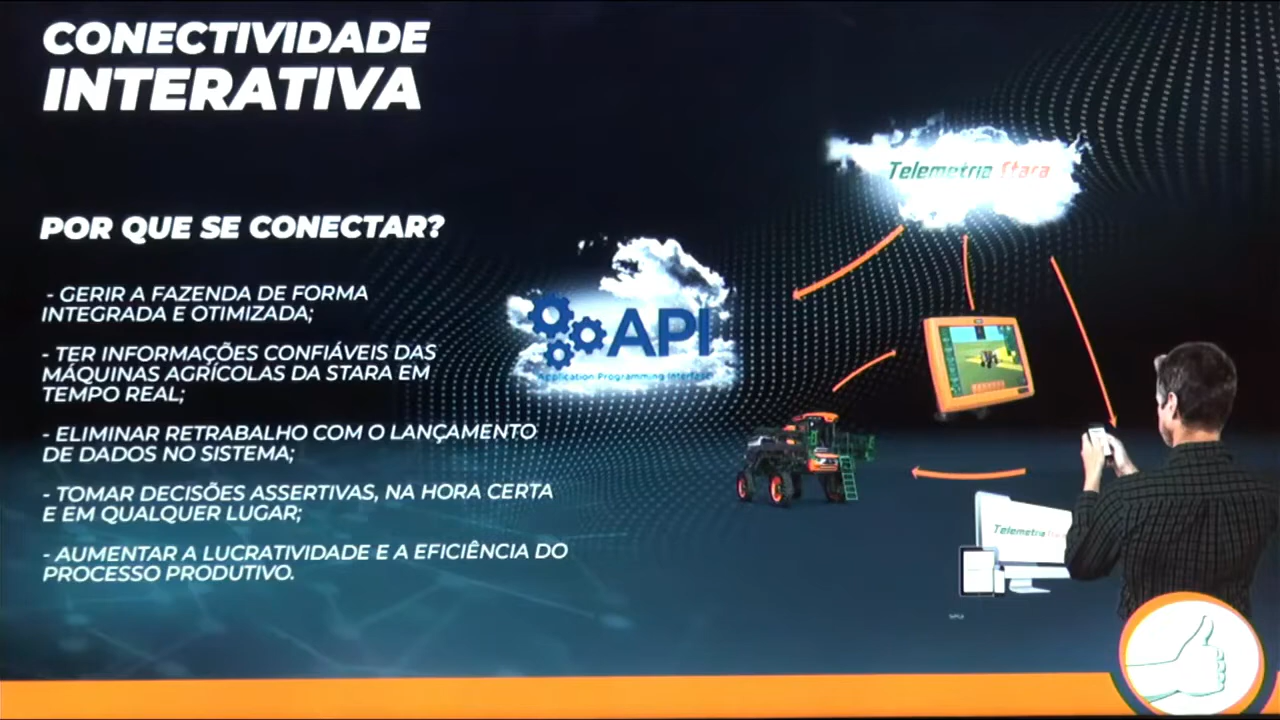 CONECTIVIDADE
INTERATIVA
POR QUE SE CONECTAR?
- GERIR A FAZENDA DE FORMA
INTEGRADA E OTIMIZADA;
- TER INFORMAÇÕES CONFIÁVEIS DAS
MÁQUINAS AGRÍCOLAS DA STARA EM
TEMPO REAL;
- ELIMINAR RETRABALHO COM O LANÇAMENTO
DE DADOS NO SISTEMA;
- TOMAR DECISÕES ASSERTIVAS, NA HORA CERTA
E EM QUALQUER LUGAR;
- AUMENTAR A LUCRATIVIDADE E A EFICIÊNCIA DO
PROCESSO PRODUTIVO.
Telemetria Stara
API
Application Programming Interface
Telemetria Stara